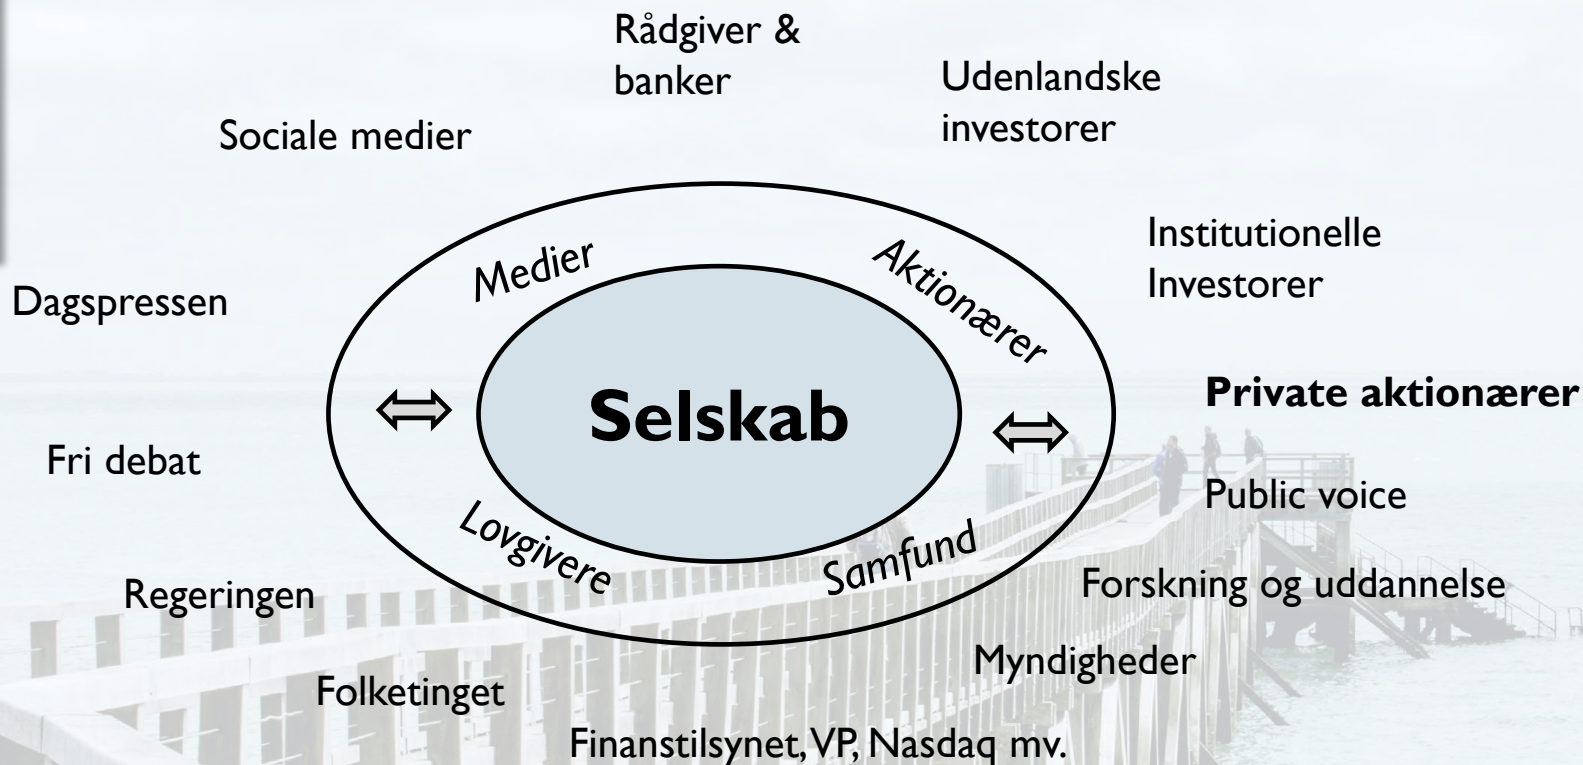 Rådgiver &
banker
Udenlandske
investorer
Sociale medier
Institutionelle
Investorer
Medier
Aktionærer
Dagspressen
Private aktionærer
Selskab
Fri debat
Public voice
Lovgivere
Samfund
Forskning og uddannelse
Regeringen
Myndigheder
Folketinget
Finanstilsynet, VP, Nasdaq mv.